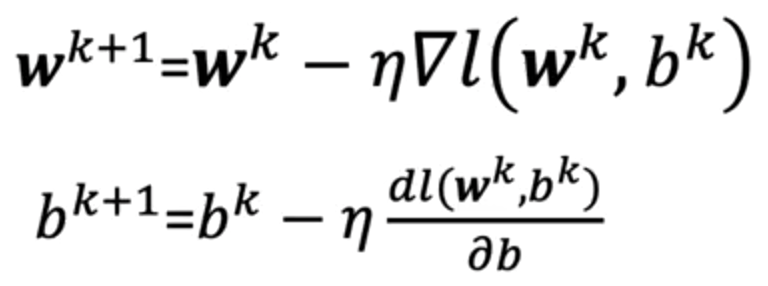 𝒘^{k+1}=𝒘^k − η∇l(𝒘^k, b^k)
b^{k+1}=b^k − η dl(𝒘^k,b^k)/∂b